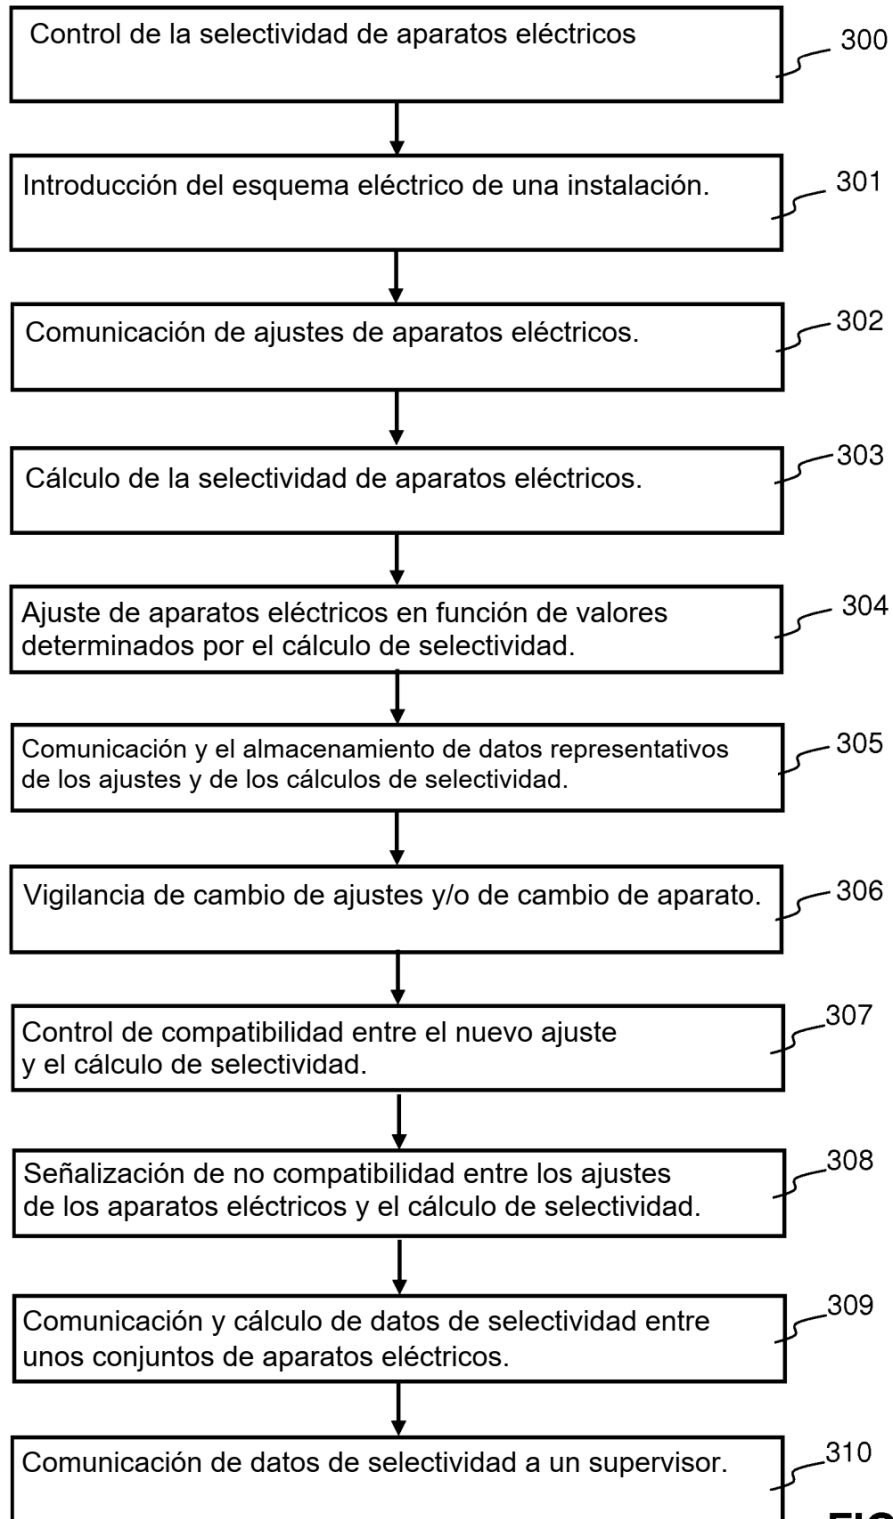 Control de la selectividad de aparatos eléctricos
300
Introducción del esquema eléctrico de una instalación.
301
Comunicación de ajustes de aparatos eléctricos.
302
Cálculo de la selectividad de aparatos eléctricos.
303
Ajuste de aparatos eléctricos en función de valores
determinados por el cálculo de selectividad.
304
Comunicación y el almacenamiento de datos representativos
de los ajustes y de los cálculos de selectividad.
305
Vigilancia de cambio de ajustes y/o de cambio de aparato.
306
Control de compatibilidad entre el nuevo ajuste
y el cálculo de selectividad.
307
Señalización de no compatibilidad entre los ajustes
de los aparatos eléctricos y el cálculo de selectividad.
308
Comunicación y cálculo de datos de selectividad entre
unos conjuntos de aparatos eléctricos.
309
Comunicación de datos de selectividad a un supervisor.
310